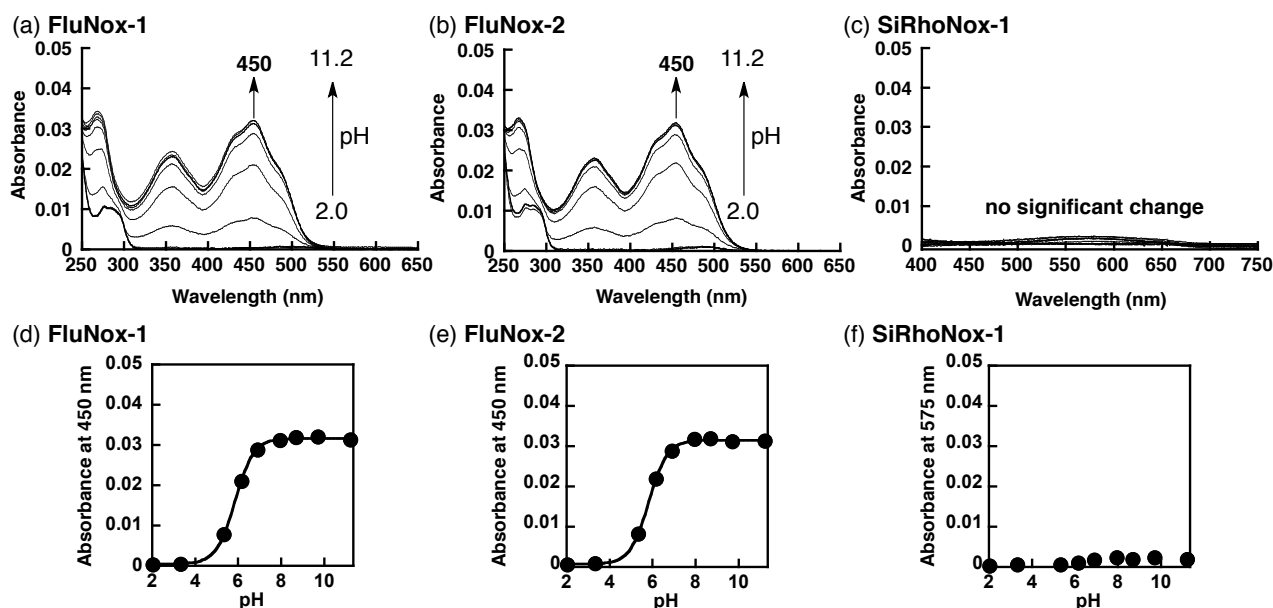 (a) FluNox-1
0.05
0.04
0.03
0.02
0.01
0
Absorbance
450
11.2
pH
2.0
250 300 350 400 450 500 550 600 650
Wavelength (nm)
(b) FluNox-2
0.05
0.04
0.03
0.02
0.01
0
Absorbance
450
11.2
pH
2.0
250 300 350 400 450 500 550 600 650
Wavelength (nm)
(c) SiRhoNox-1
0.05
0.04
0.03
0.02
0.01
0
Absorbance
no significant change
400 450 500 550 600 650 700 750
Wavelength (nm)
(d) FluNox-1
0.05
0.04
0.03
0.02
0.01
0
Absorbance at 450 nm
2 4 6 8 10
pH
(e) FluNox-2
0.05
0.04
0.03
0.02
0.01
0
Absorbance at 450 nm
2 4 6 8 10
pH
(f) SiRhoNox-1
0.05
0.04
0.03
0.02
0.01
0
Absorbance at 575 nm
2 4 6 8 10
pH